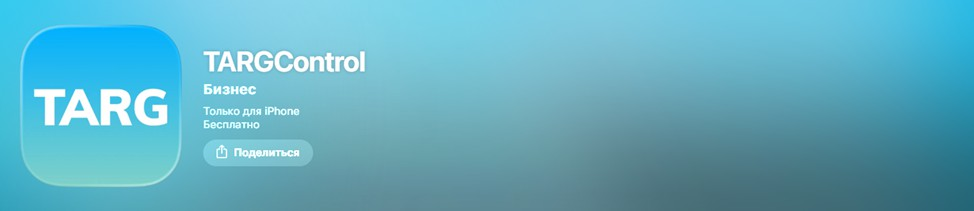 TARG
TARGControl
Бизнес
Только для iPhone
Бесплатно
Поделиться